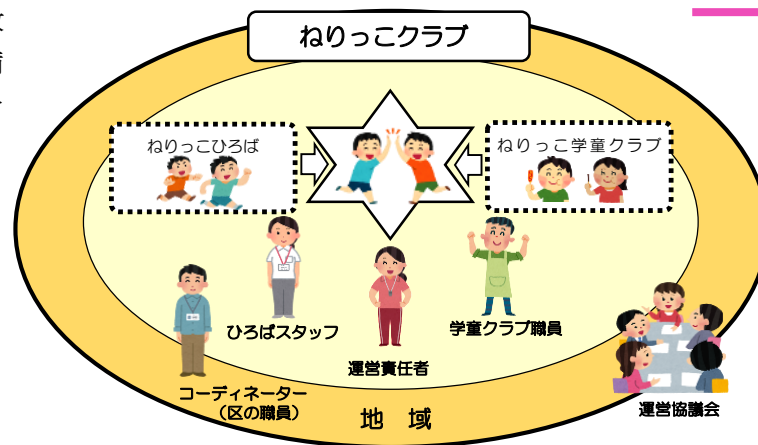 ねりっこクラブ
ねりっこひろば
ねりっこ学童クラブ
ひろばスタッフ
学童クラブ職員
運営責任者
コーディネーター
(区の職員)
運営協議会
地 域